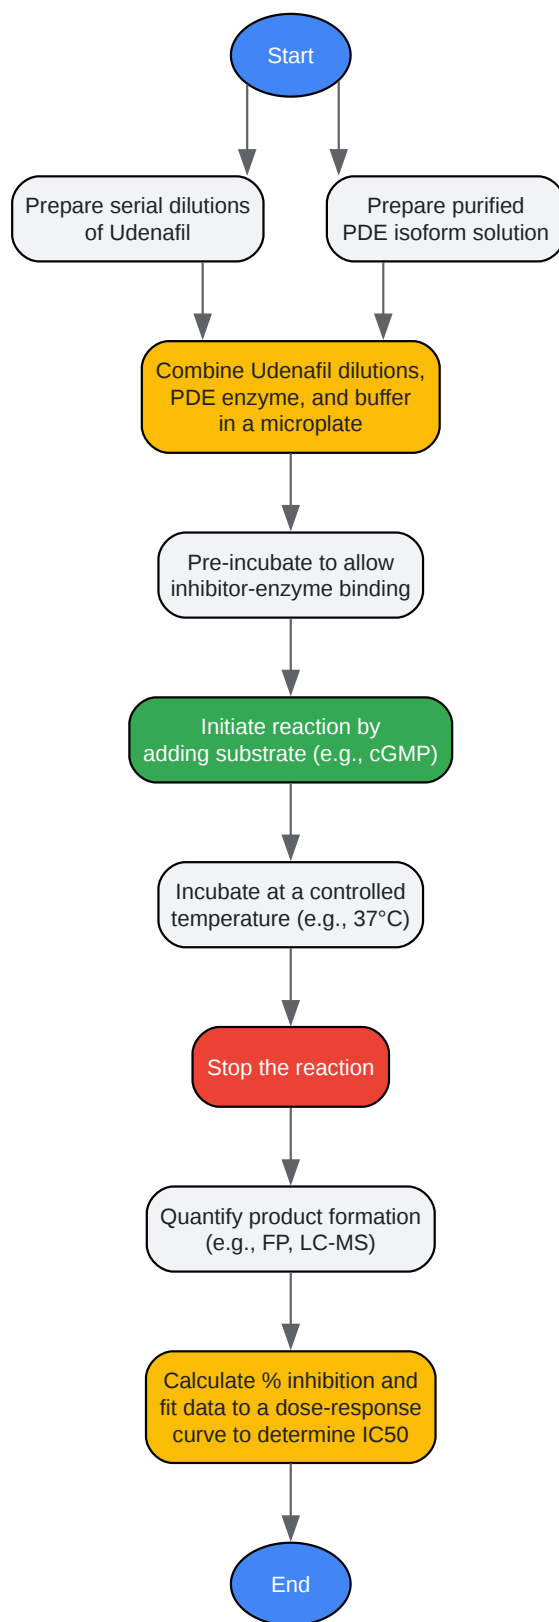 Start
Prepare serial dilutions
of Udenafil
Prepare purified
PDE isoform solution
Combine Udenafil dilutions,
PDE enzyme, and buffer
in a microplate
Pre-incubate to allow
inhibitor-enzyme binding
Initiate reaction by
adding substrate (e.g., cGMP)
Incubate at a controlled
temperature (e.g., 37°C)
Stop the reaction
Quantify product formation
(e.g., FP, LC-MS)
Calculate % inhibition and
fit data to a dose-response
curve to determine IC50
End